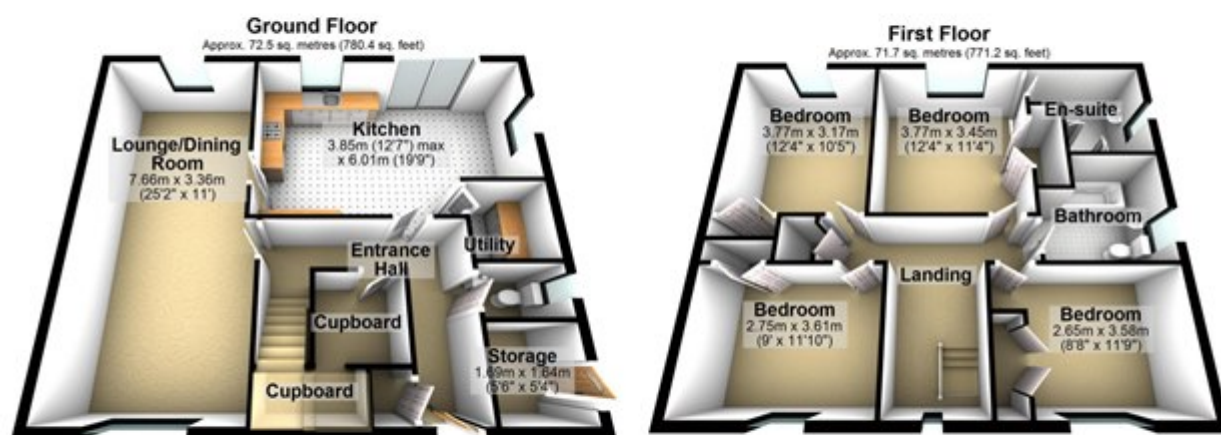 Ground Floor
Approx. 72.5 sq. metres (780.4 sq. feet)
Lounge/Dining
Room
7.66m x 3.36m
(25'2" x 11')
Kitchen
3.85m (12'7") max
x 6.01m (19'9")
Utility
Entrance
Hall
Cupboard
Storage
1.69m x 1.64m
(5'6" x 5'4")
Cupboard
First Floor
Approx. 71.7 sq. metres (771.2 sq. feet)
Bedroom
3.77m x 3.17m
(12'4" x 10'5")
Bedroom
3.77m x 3.45m
(12'4" x 11'4")
En-suite
Bathroom
Landing
Bedroom
2.75m x 3.61m
(9' x 11'10")
Bedroom
2.65m x 3.58m
(8'8" x 11'9")